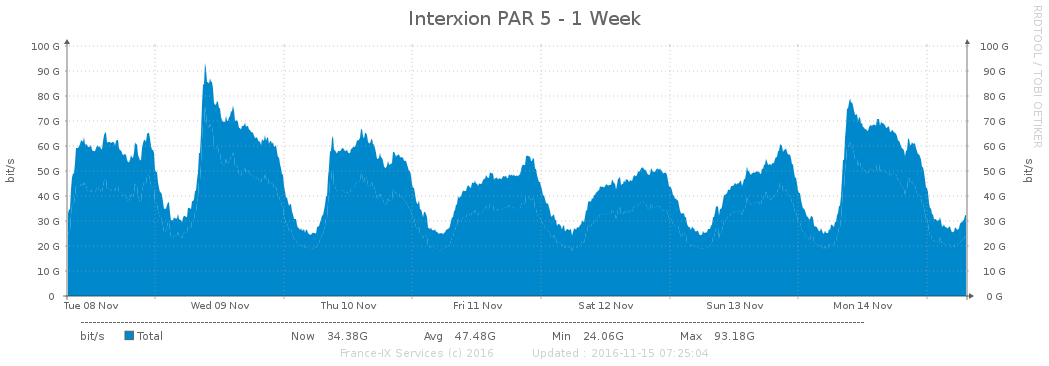 Interxion PAR 5 - 1 Week
RRDTOOL / TOBI OETIKER
bit/s
100 G 100 G
90 G 90 G
80 G 80 G
70 G 70 G
60 G 60 G
50 G 50 G
40 G 40 G
30 G 30 G
20 G 20 G
10 G 10 G
0 0 G
bit/s
Tue 08 Nov Wed 09 Nov Thu 10 Nov Fri 11 Nov Sat 12 Nov Sun 13 Nov Mon 14 Nov
bit/s Total Now 34.38G Avg 47.48G Min 24.06G Max 93.18G
France-IX Services (c) 2016 Updated : 2016-11-15 07:25:04